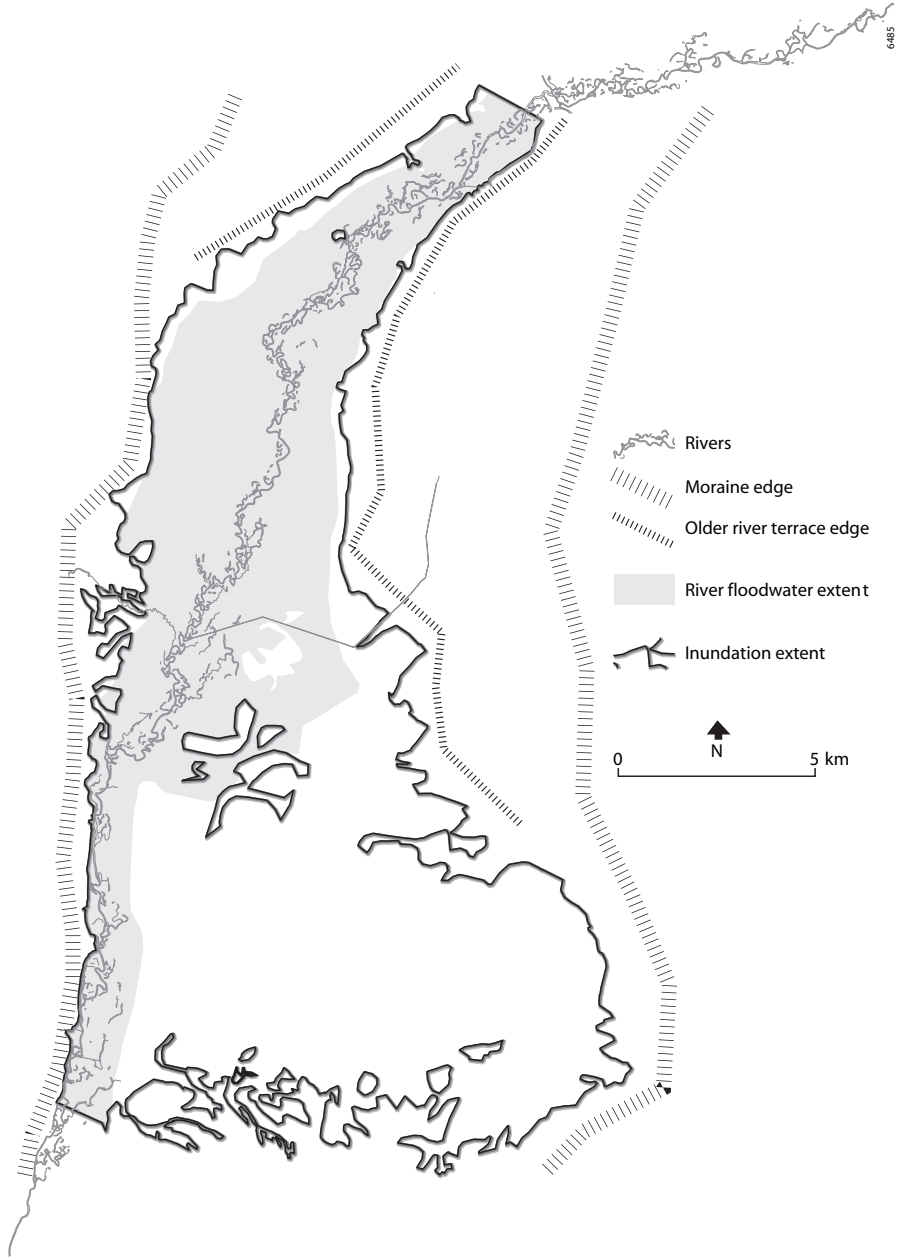 6485
Rivers
Moraine edge
Older river terrace edge
River floodwater extent
Inundation extent
N
0 5 km